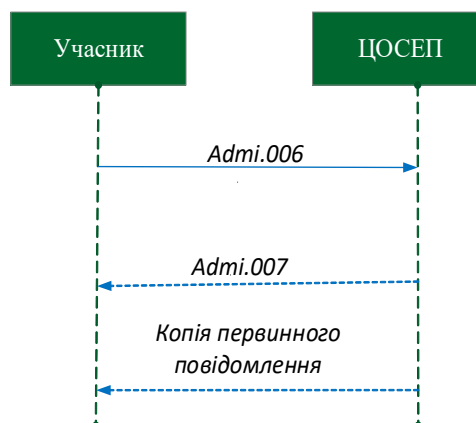 Учасник
ЦОСЕП
Admi.006
Admi.007
Копія первинного
повідомлення